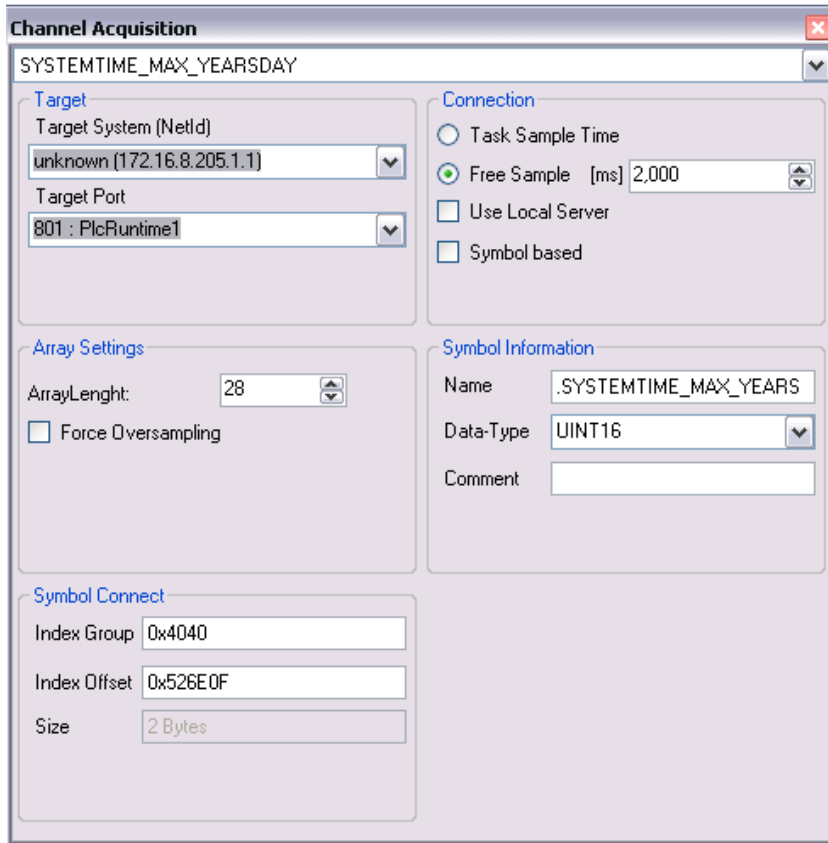 Channel Acquisition
SYSTEMTIME_MAX_YEARSDAY
Target
Target System (NetId)
unknown (172.16.8.205.1.1)
Target Port
801 : PlcRuntime1
Connection
Task Sample Time
Free Sample [ms] 2,000
Use Local Server
Symbol based
Array Settings
ArrayLenght: 28
Force Oversampling
Symbol Information
Name .SYSTEMTIME_MAX_YEARS
Data-Type UINT16
Comment
Symbol Connect
Index Group 0x4040
Index Offset 0x526E0F
Size 2 Bytes